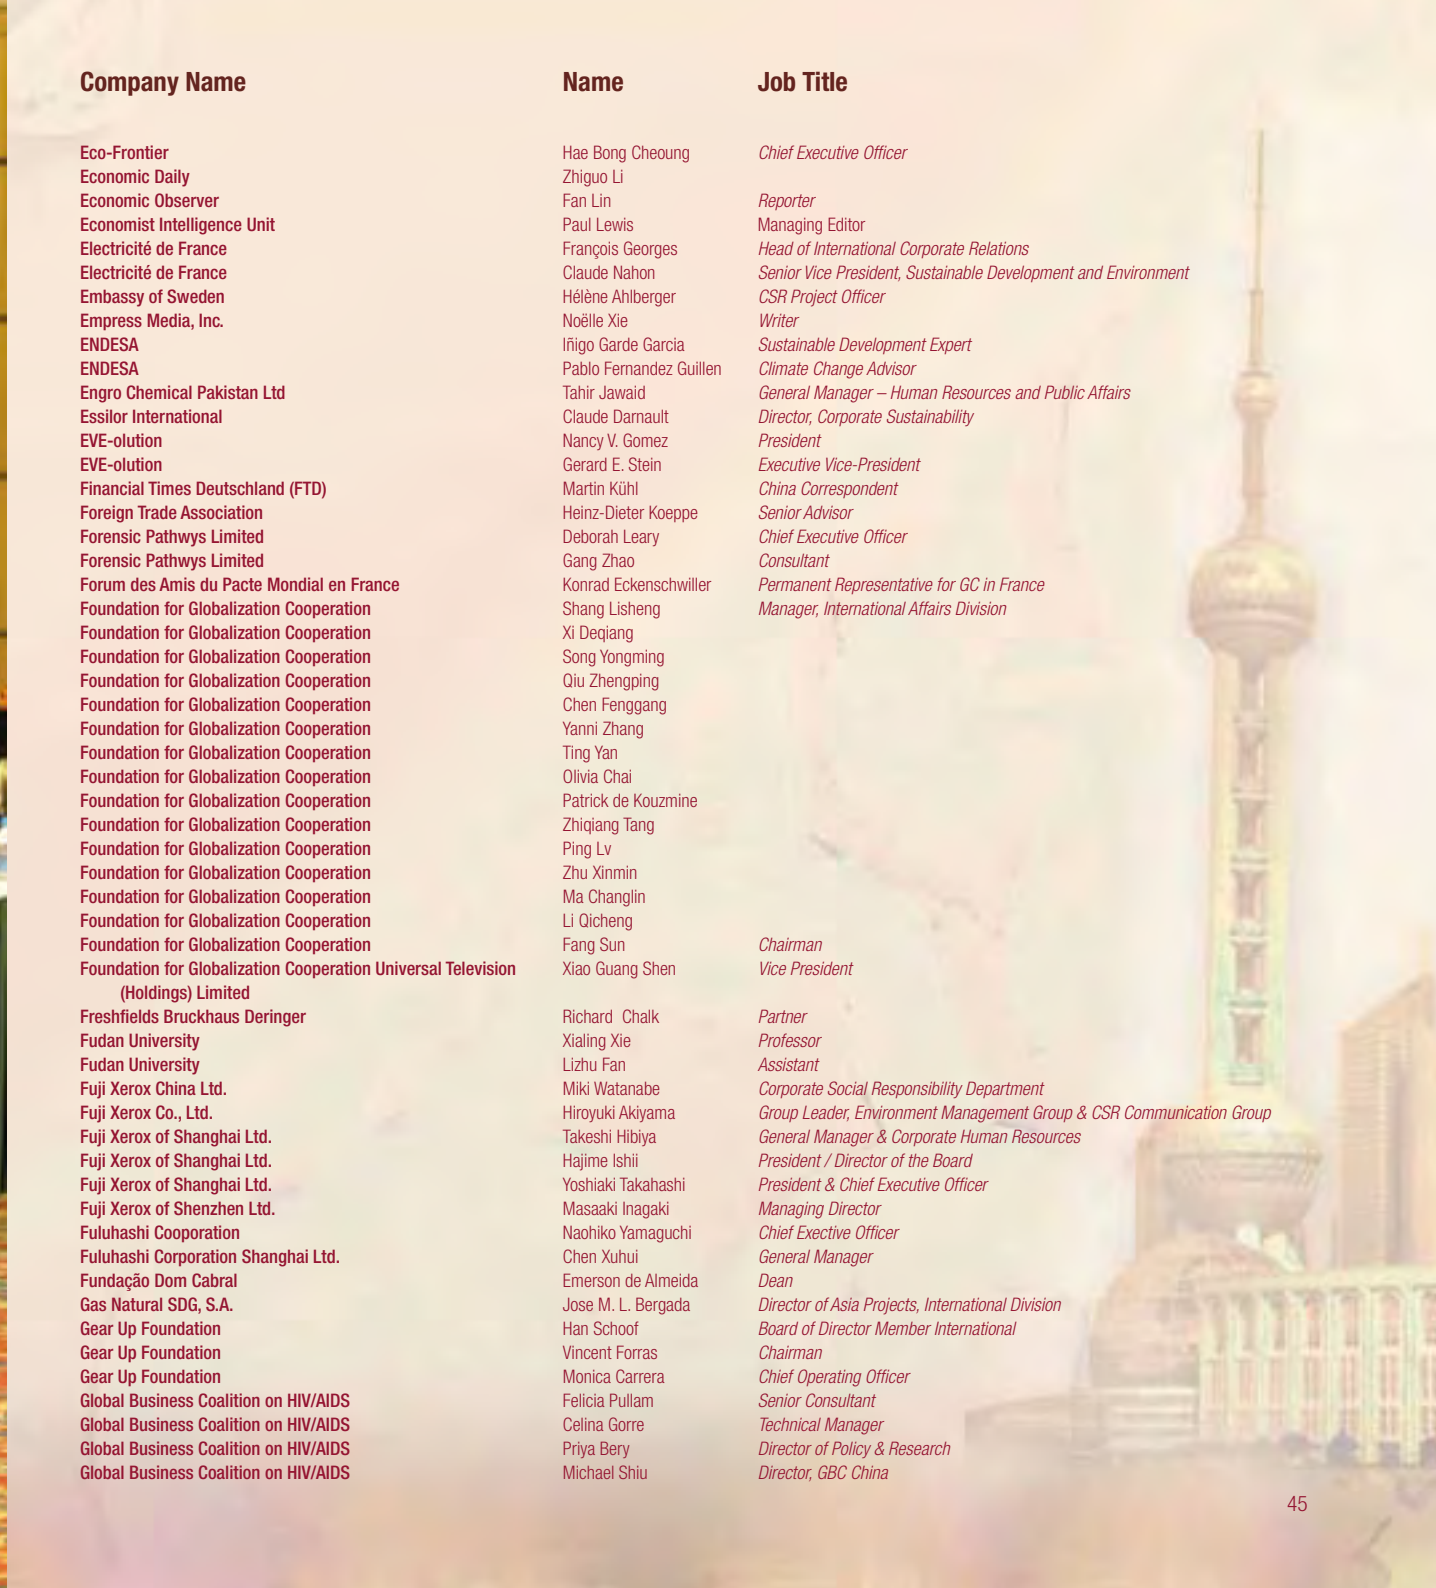 Company Name Name Job Title
Eco-Frontier Hae Bong Cheoung Chief Executive Officer
Economic Daily Zhiguo Li
Economic Observer Fan Lin Reporter
Economist Intelligence Unit Paul Lewis Managing Editor
Electricité de France François Georges Head of International Corporate Relations
Electricité de France Claude Nahon Senior Vice President, Sustainable Development and Environment
Embassy of Sweden Hélène Ahlberger CSR Project Officer
Empress Media, Inc. Noëlle Xie Writer
ENDESA Iñigo Garde Garcia Sustainable Development Expert
ENDESA Pablo Fernandez Guillen Climate Change Advisor
Engro Chemical Pakistan Ltd Tahir Jawaid General Manager – Human Resources and Public Affairs
Essilor International Claude Darnault Director, Corporate Sustainability
EVE-olution Nancy V. Gomez President
EVE-olution Gerard E. Stein Executive Vice-President
Financial Times Deutschland (FTD) Martin Kühl China Correspondent
Foreign Trade Association Heinz-Dieter Koeppe Senior Advisor
Forensic Pathwys Limited Deborah Leary Chief Executive Officer
Forensic Pathwys Limited Gang Zhao Consultant
Forum des Amis du Pacte Mondial en France Konrad Eckenschwiller Permanent Representative for GC in France
Foundation for Globalization Cooperation Shang Lisheng Manager, International Affairs Division
Foundation for Globalization Cooperation Xi Deqiang
Foundation for Globalization Cooperation Song Yongming
Foundation for Globalization Cooperation Qiu Zhengping
Foundation for Globalization Cooperation Chen Fenggang
Foundation for Globalization Cooperation Yanni Zhang
Foundation for Globalization Cooperation Ting Yan
Foundation for Globalization Cooperation Olivia Chai
Foundation for Globalization Cooperation Patrick de Kouzmine
Foundation for Globalization Cooperation Zhiqiang Tang
Foundation for Globalization Cooperation Ping Lv
Foundation for Globalization Cooperation Zhu Xinmin
Foundation for Globalization Cooperation Ma Changlin
Foundation for Globalization Cooperation Li Qicheng
Foundation for Globalization Cooperation Fang Sun Chairman
Foundation for Globalization Cooperation Universal Television Xiao Guang Shen Vice President
(Holdings) Limited
Freshfields Bruckhaus Deringer Richard Chalk Partner
Fudan University Xialing Xie Professor
Fudan University Lizhu Fan Assistant
Fuji Xerox China Ltd. Miki Watanabe Corporate Social Responsibility Department
Fuji Xerox Co., Ltd. Hiroyuki Akiyama Group Leader, Environment Management Group & CSR Communication Group
Fuji Xerox of Shanghai Ltd. Takeshi Hibiya General Manager & Corporate Human Resources
Fuji Xerox of Shanghai Ltd. Hajime Ishii President / Director of the Board
Fuji Xerox of Shanghai Ltd. Yoshiaki Takahashi President & Chief Executive Officer
Fuji Xerox of Shenzhen Ltd. Masaaki Inagaki Managing Director
Fuluhashi Cooporation Naohiko Yamaguchi Chief Exective Officer
Fuluhashi Corporation Shanghai Ltd. Chen Xuhui General Manager
Fundação Dom Cabral Emerson de Almeida Dean
Gas Natural SDG, S.A. Jose M. L. Bergada Director of Asia Projects, International Division
Gear Up Foundation Han Schoof Board of Director Member International
Gear Up Foundation Vincent Forras Chairman
Gear Up Foundation Monica Carrera Chief Operating Officer
Global Business Coalition on HIV/AIDS Felicia Pullam Senior Consultant
Global Business Coalition on HIV/AIDS Celina Gorre Technical Manager
Global Business Coalition on HIV/AIDS Priya Bery Director of Policy & Research
Global Business Coalition on HIV/AIDS Michael Shiu Director, GBC China
45